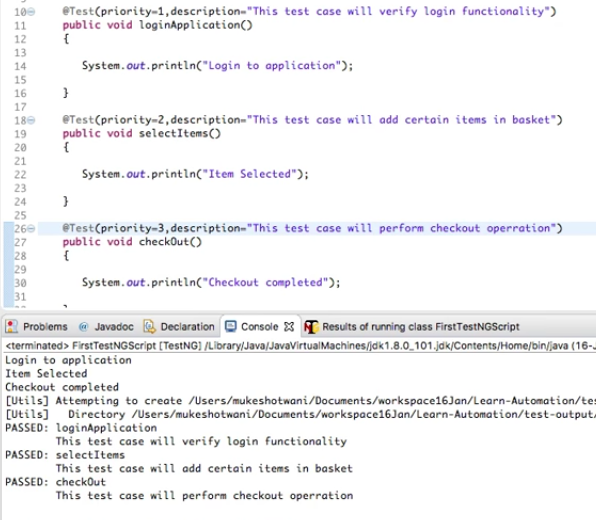 10 @Test(priority=1,description="This test case will verify login functionality")
11 public void loginApplication()
12 {
13
14 System.out.println("Login to application");
15
16 }
17
18 @Test(priority=2,description="This test case will add certain items in basket")
19 public void selectItems()
20 {
21
22 System.out.println("Item Selected");
23
24 }
25
26 @Test(priority=3,description="This test case will perform checkout operration")
27 public void checkOut()
28 {
29
30 System.out.println("Checkout completed");
31
Problems Javadoc Declaration Console Results of running class FirstTestNGScript
<terminated> FirstTestNGScript [TestNG] /Library/Java/JavaVirtualMachines/jdk1.8.0_101.jdk/Contents/Home/bin/java (16-J
Login to application
Item Selected
Checkout completed
[Utils] Attempting to create /Users/mukeshotwani/Documents/workspace16Jan/Learn-Automation/tes
[Utils] Directory /Users/mukeshotwani/Documents/workspace16Jan/Learn-Automation/test-output/
PASSED: loginApplication
This test case will verify login functionality
PASSED: selectItems
This test case will add certain items in basket
PASSED: checkOut
This test case will perform checkout operration